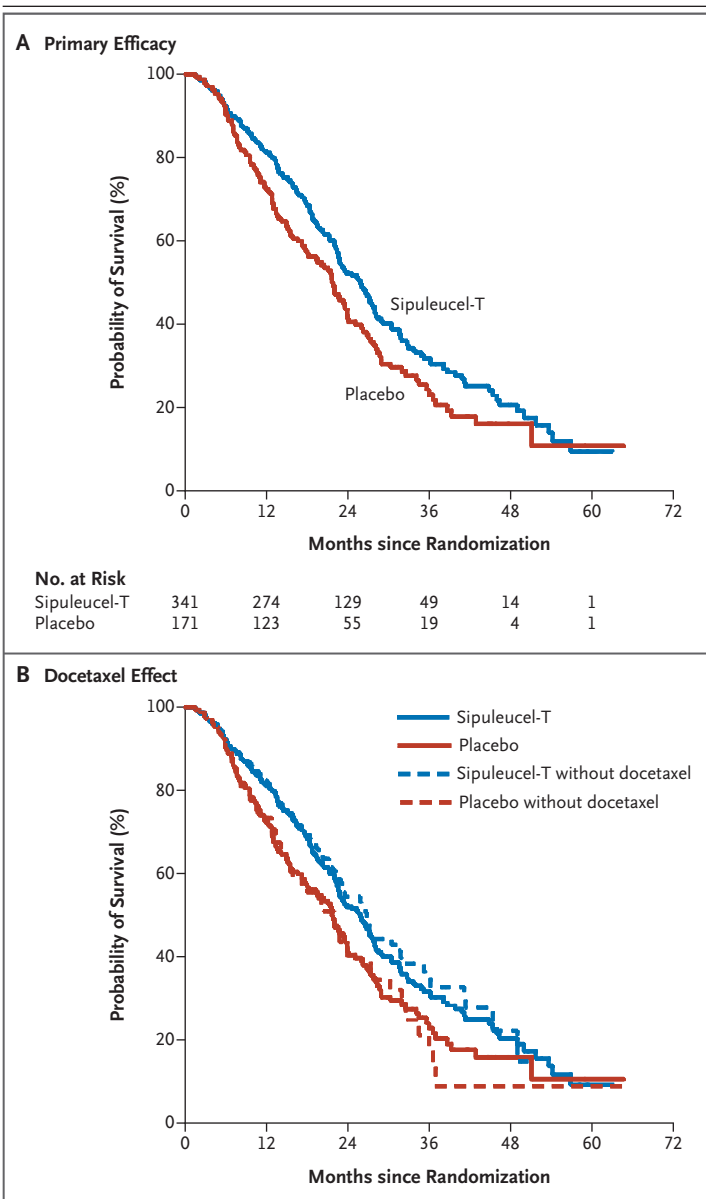 A Primary Efficacy
100
80
60
40
20
0
Probability of Survival (%)
Sipuleucel-T
Placebo
0 12 24 36 48 60 72
Months since Randomization
No. at Risk
Sipuleucel-T 341 274 129 49 14 1
Placebo 171 123 55 19 4 1
B Docetaxel Effect
100
80
60
40
20
0
Probability of Survival (%)
Sipuleucel-T
Placebo
Sipuleucel-T without docetaxel
Placebo without docetaxel
0 12 24 36 48 60 72
Months since Randomization